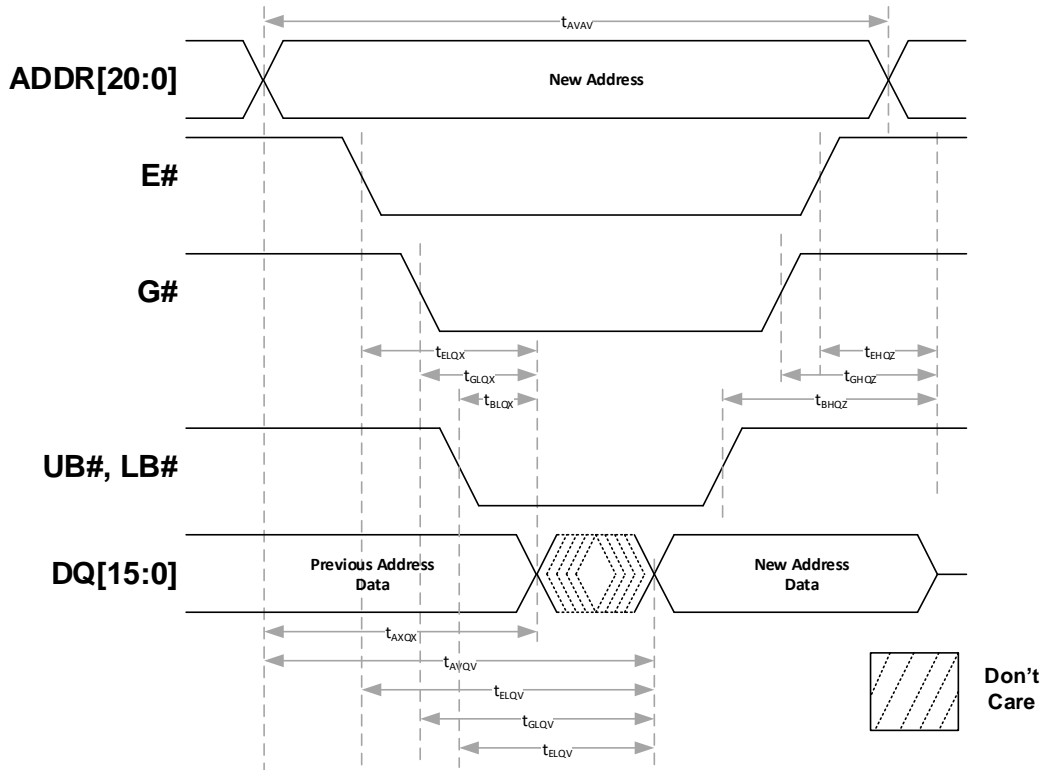 tAVAV
ADDR[20:0]
New Address
E#
G#
tELQX
tEHQZ
tGLQX
tGHQZ
tBLQX
tBHQZ
UB#, LB#
DQ[15:0]
Previous Address
Data
New Address
Data
tAXQX
tAVQV
tELQV
tGLQV
tELQV
Don't
Care